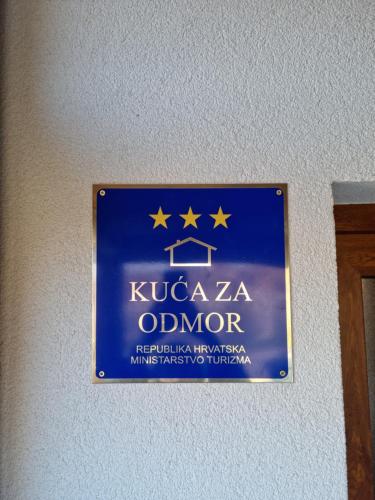 KUĆA ZA
ODMOR
REPUBLIKA HRVATSKA
MINISTARSTVO TURIZMA